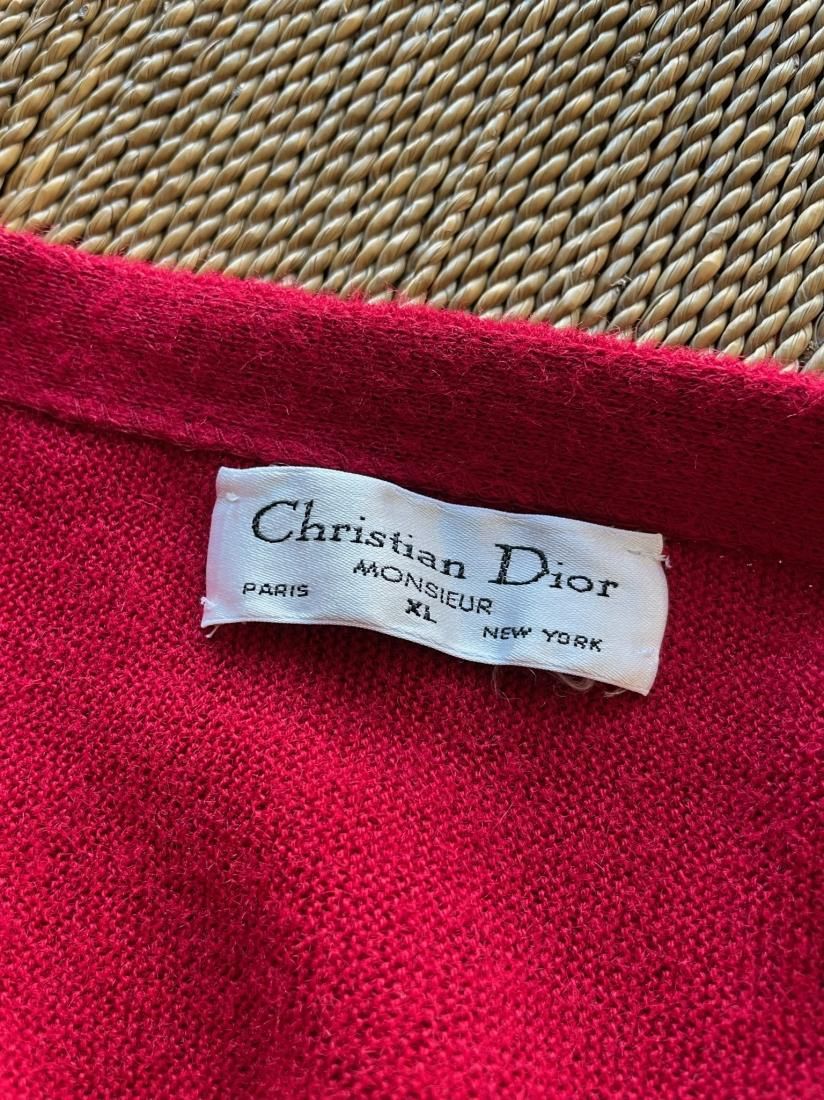 Christian Dior
MONSIEUR
PARIS XL NEW YORK